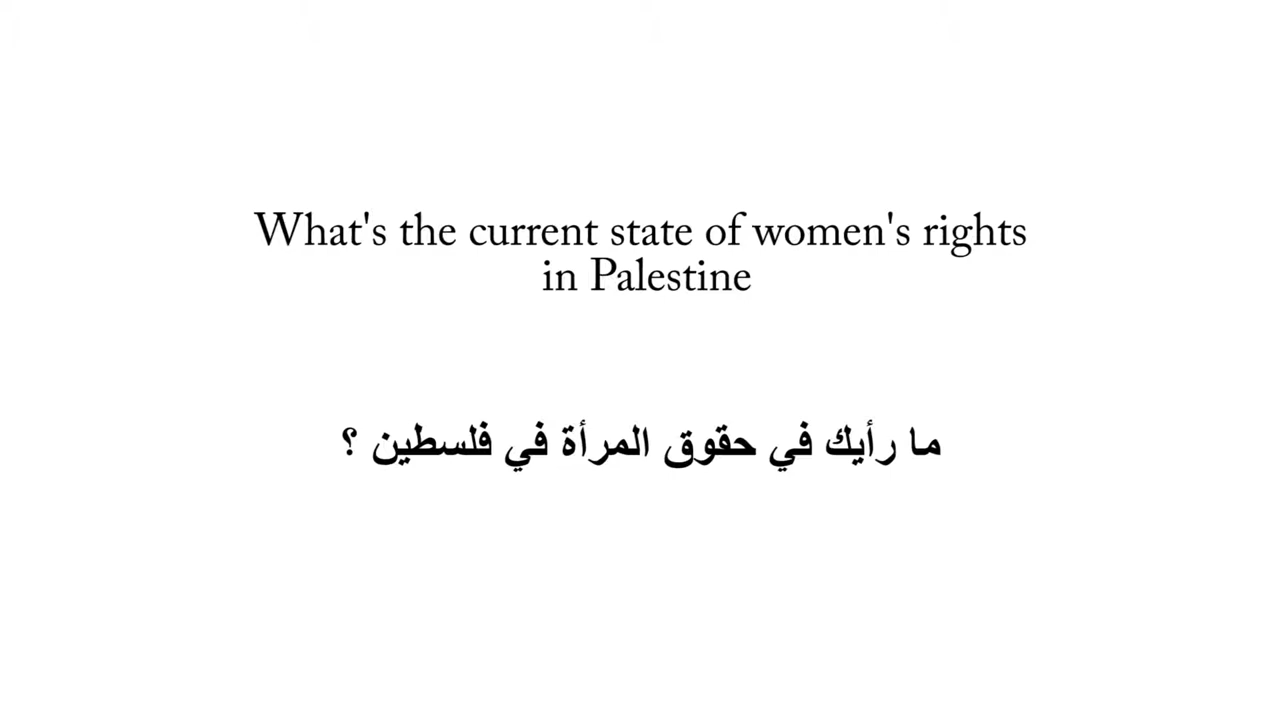 What's the current state of women's rights
in Palestine
ما رأيك في حقوق المرأة في فلسطين ؟